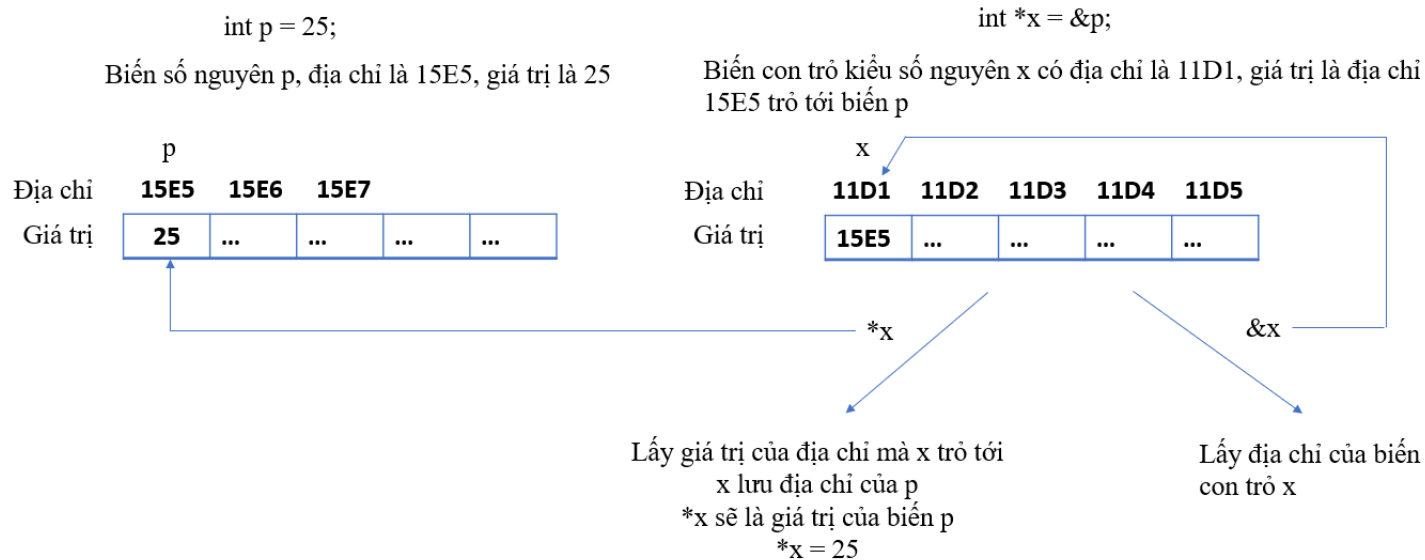 int p = 25;
Biến số nguyên p, địa chỉ là 15E5, giá trị là 25
p
Địa chỉ 15E5 15E6 15E7
Giá trị 25 ... ... ... ...
int *x = &p;
Biến con trỏ kiểu số nguyên x có địa chỉ là 11D1, giá trị là địa chỉ
15E5 trỏ tới biến p
x
Địa chỉ 11D1 11D2 11D3 11D4 11D5
Giá trị 15E5 ... ... ... ...
*x
&x
Lấy giá trị của địa chỉ mà x trỏ tới
x lưu địa chỉ của p
*x sẽ là giá trị của biến p
*x = 25
Lấy địa chỉ của biến
con trỏ x